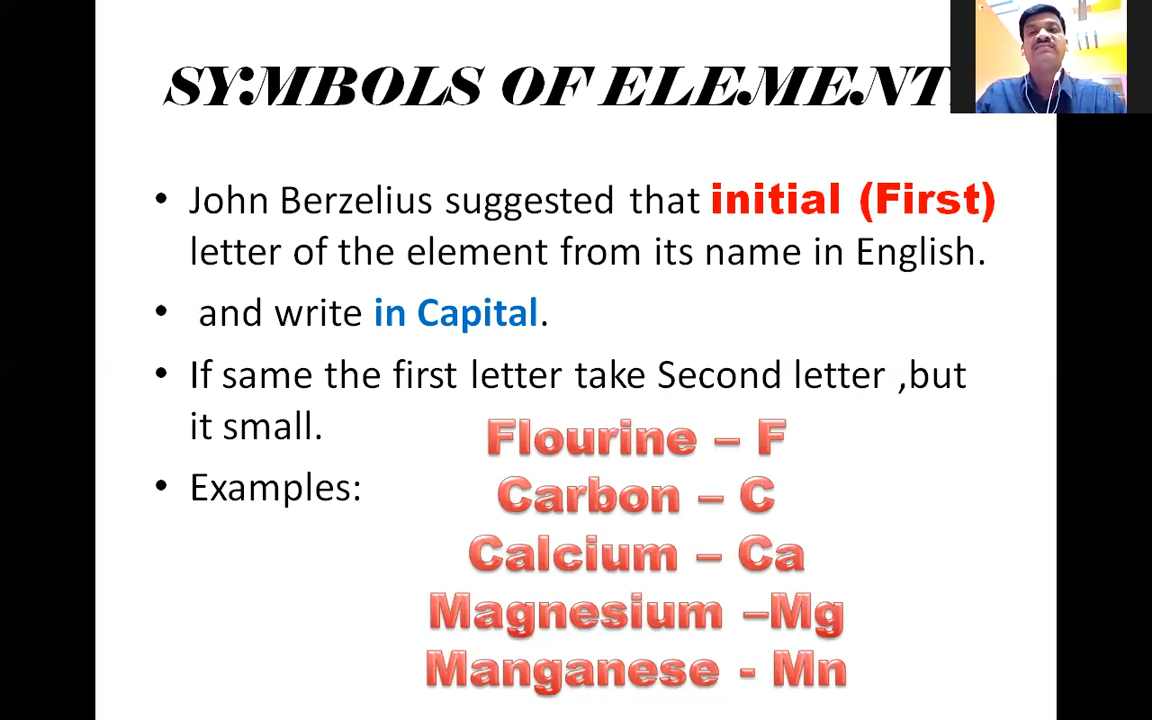 SYMBOLS OF ELEMENT
• John Berzelius suggested that initial (First)
letter of the element from its name in English.
• and write in Capital.
• If same the first letter take Second letter ,but
it small.
• Examples:
Flourine – F
Carbon – C
Calcium – Ca
Magnesium –Mg
Manganese - Mn